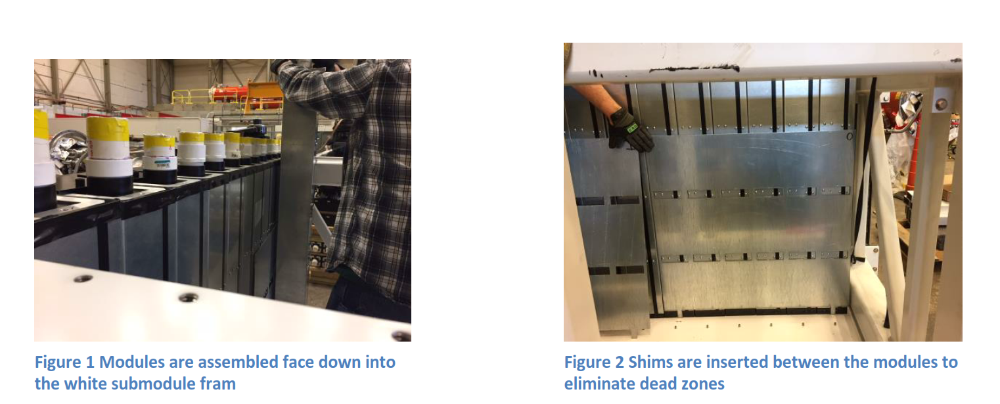 Figure 1 Modules are assembled face down into
the white submodule fram
Figure 2 Shims are inserted between the modules to
eliminate dead zones